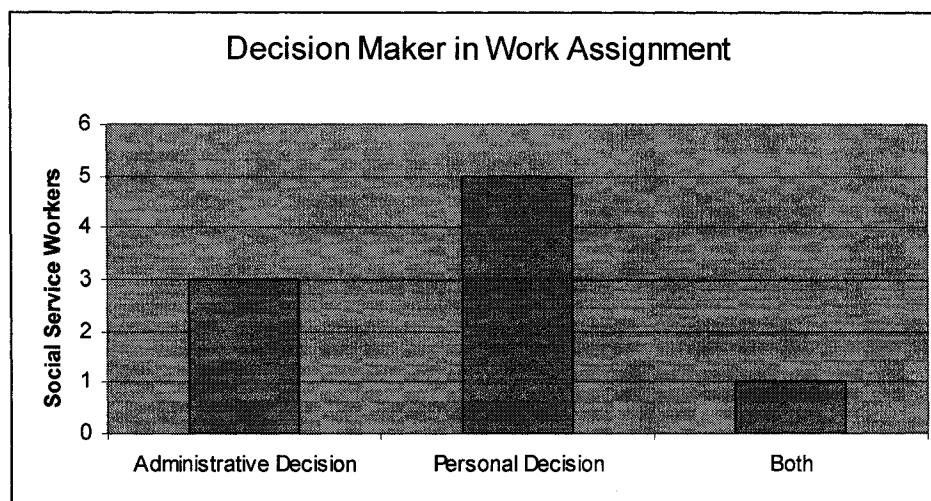 Decision Maker in Work Assignment
Social Service Workers
6
5
4
3
2
1
0
Administrative Decision
Personal Decision
Both